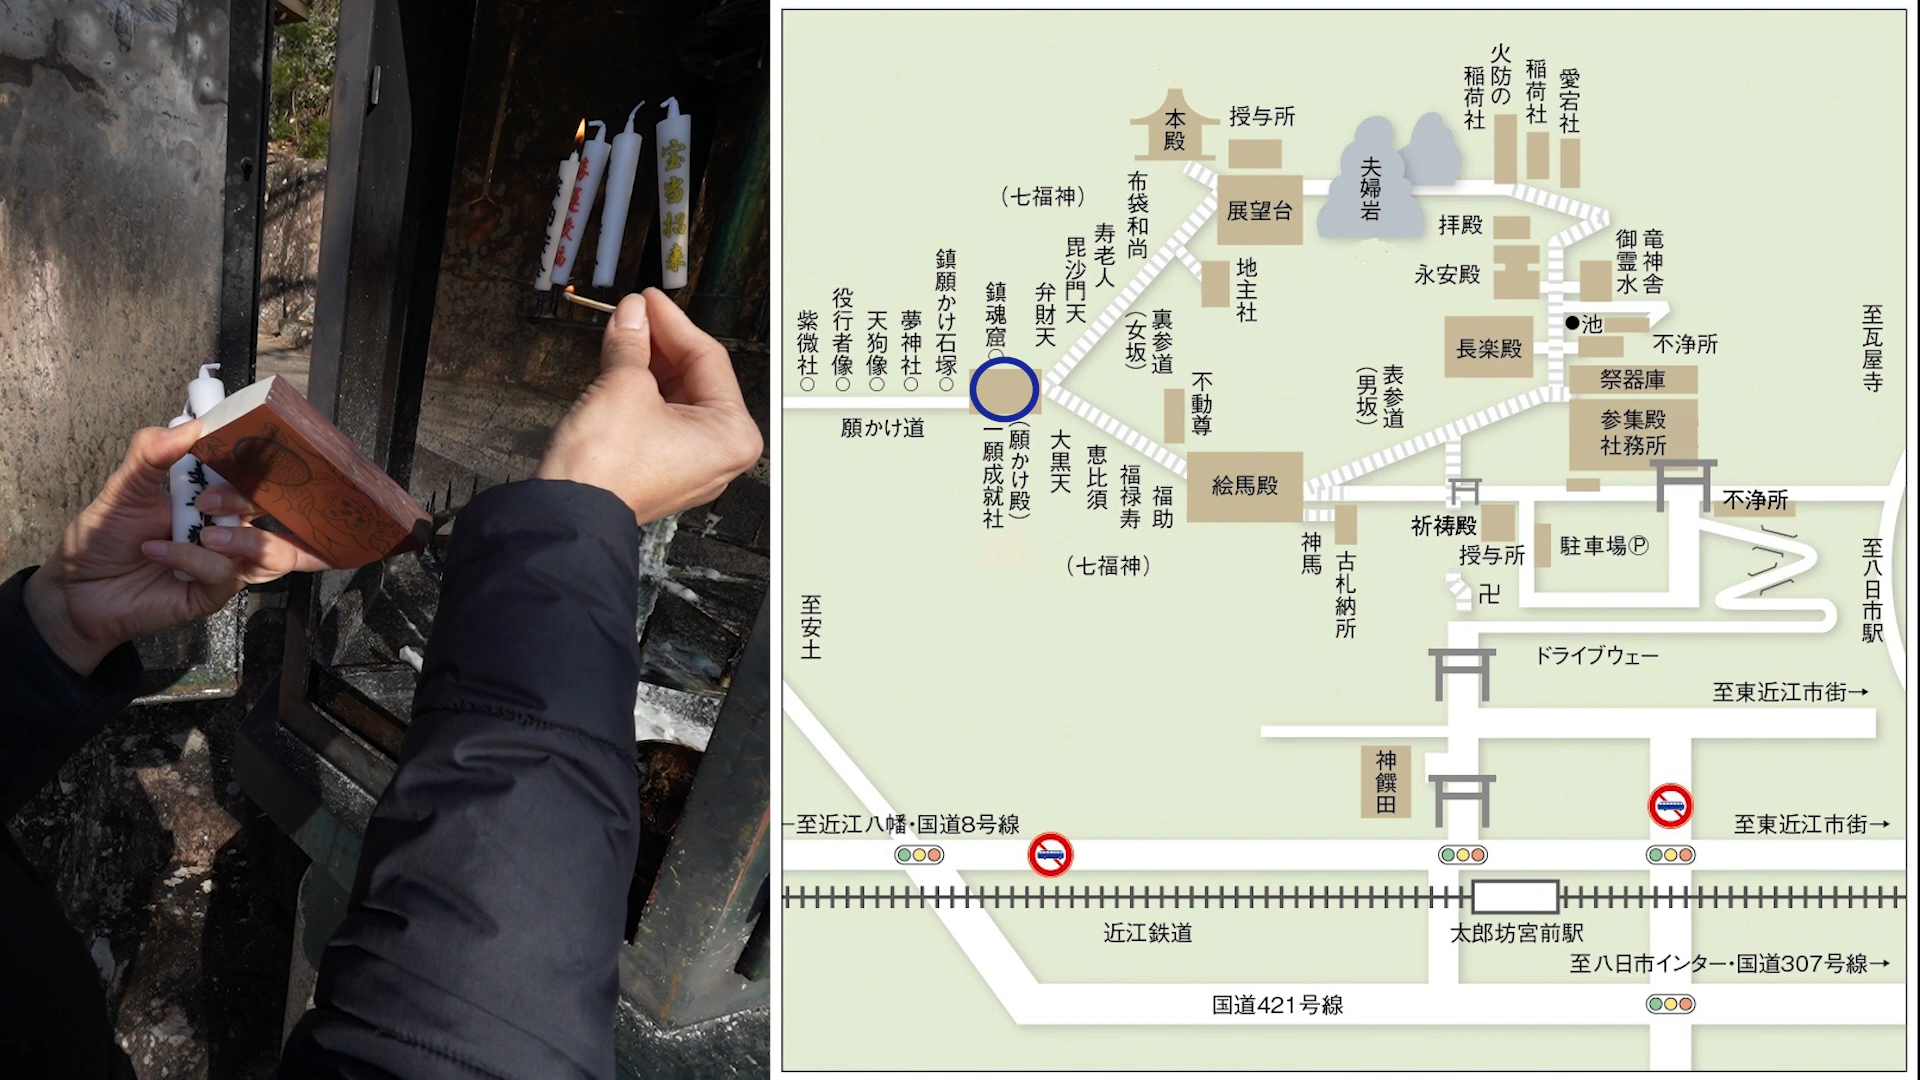 宝当招来
本殿
授与所
火防の稲荷社
稲荷社
愛宕社
夫婦岩
展望台
布袋和尚
(七福神)
寿老人
毘沙門天
弁財天
拝殿
永安殿
御霊水
竜神舎
地主社
鎮魂窟
鎮願かけ石塚
夢神社
天狗像
役行者像
紫微社
裏参道
(女坂)
池
不浄所
長楽殿
至瓦屋寺
祭器庫
参集殿
社務所
表参道
(男坂)
不動尊
願かけ道
(願かけ殿)
一願成就社
大黒天
恵比須
福禄寿
福助
(七福神)
絵馬殿
神馬
古札納所
祈祷殿
授与所
駐車場P
不浄所
至八日市駅
卍
至安土
ドライブウェー
至東近江市街→
神饌田
←至近江八幡・国道8号線
至東近江市街→
近江鉄道
太郎坊宮前駅
至八日市インター・国道307号線→
国道421号線